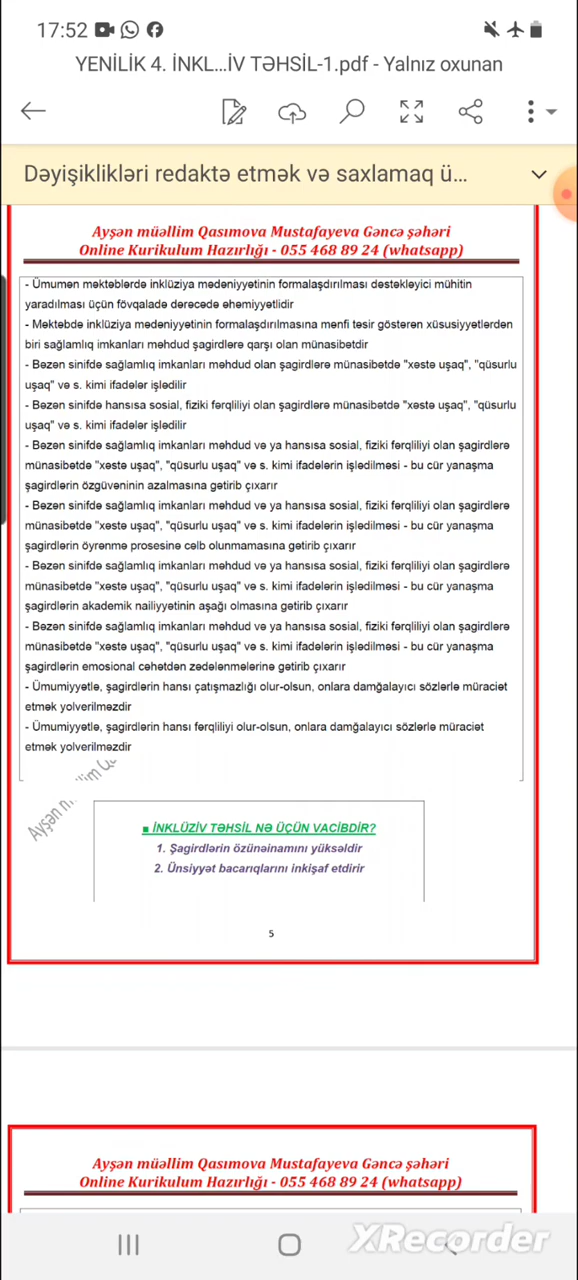 17:52
YENİLİK 4. İNKL...İV TƏHSİL-1.pdf - Yalnız oxunan
Dəyişiklikləri redaktə etmək və saxlamaq ü...
Ayşən müəllim Qasımova Mustafayeva Gəncə şəhəri
Online Kurikulum Hazırlığı - 055 468 89 24 (whatsapp)
- Ümumən məktəblərdə inklüziya mədəniyyətinin formalaşdırılması dəstəkləyici mühitin
yaradılması üçün fövqəladə dərəcədə əhəmiyyətlidir
- Məktəbdə inklüziya mədəniyyətinin formalaşdırılmasına mənfi təsir göstərən xüsusiyyətlərdən
biri sağlamlıq imkanları məhdud şagirdlərə qarşı olan münasibətdir
- Bəzən sinifdə sağlamlıq imkanları məhdud olan şagirdlərə münasibətdə "xəstə uşaq", "qüsurlu
uşaq" və s. kimi ifadələr işlədilir
- Bəzən sinifdə hansısa sosial, fiziki fərqliliyi olan şagirdlərə münasibətdə "xəstə uşaq", "qüsurlu
uşaq" və s. kimi ifadələr işlədilir
- Bəzən sinifdə sağlamlıq imkanları məhdud və ya hansısa sosial, fiziki fərqliliyi olan şagirdlərə
münasibətdə "xəstə uşaq", "qüsurlu uşaq" və s. kimi ifadələrin işlədilməsi - bu cür yanaşma
şagirdlərin özgüvəninin azalmasına gətirib çıxarır
- Bəzən sinifdə sağlamlıq imkanları məhdud və ya hansısa sosial, fiziki fərqliliyi olan şagirdlərə
münasibətdə "xəstə uşaq", "qüsurlu uşaq" və s. kimi ifadələrin işlədilməsi - bu cür yanaşma
şagirdlərin öyrənmə prosesinə cəlb olunmamasına gətirib çıxarır
- Bəzən sinifdə sağlamlıq imkanları məhdud və ya hansısa sosial, fiziki fərqliliyi olan şagirdlərə
münasibətdə "xəstə uşaq", "qüsurlu uşaq" və s. kimi ifadələrin işlədilməsi - bu cür yanaşma
şagirdlərin akademik nailiyyətinin aşağı olmasına gətirib çıxarır
- Bəzən sinifdə sağlamlıq imkanları məhdud və ya hansısa sosial, fiziki fərqliliyi olan şagirdlərə
münasibətdə "xəstə uşaq", "qüsurlu uşaq" və s. kimi ifadələrin işlədilməsi - bu cür yanaşma
şagirdlərin emosional cəhətdən zədələnmələrinə gətirib çıxarır
- Ümumiyyətlə, şagirdlərin hansı çatışmazlığı olur-olsun, onlara damğalayıcı sözlərlə müraciət
etmək yolverilməzdir
- Ümumiyyətlə, şagirdlərin hansı fərqliliyi olur-olsun, onlara damğalayıcı sözlərlə müraciət
etmək yolverilməzdir
Ayşən
■ İNKLÜZİV TƏHSİL NƏ ÜÇÜN VACİBDİR?
1. Şagirdlərin özünəinamını yüksəldir
2. Ünsiyyət bacarıqlarını inkişaf etdirir
5
Ayşən müəllim Qasımova Mustafayeva Gəncə şəhəri
Online Kurikulum Hazırlığı - 055 468 89 24 (whatsapp)
XRecorder